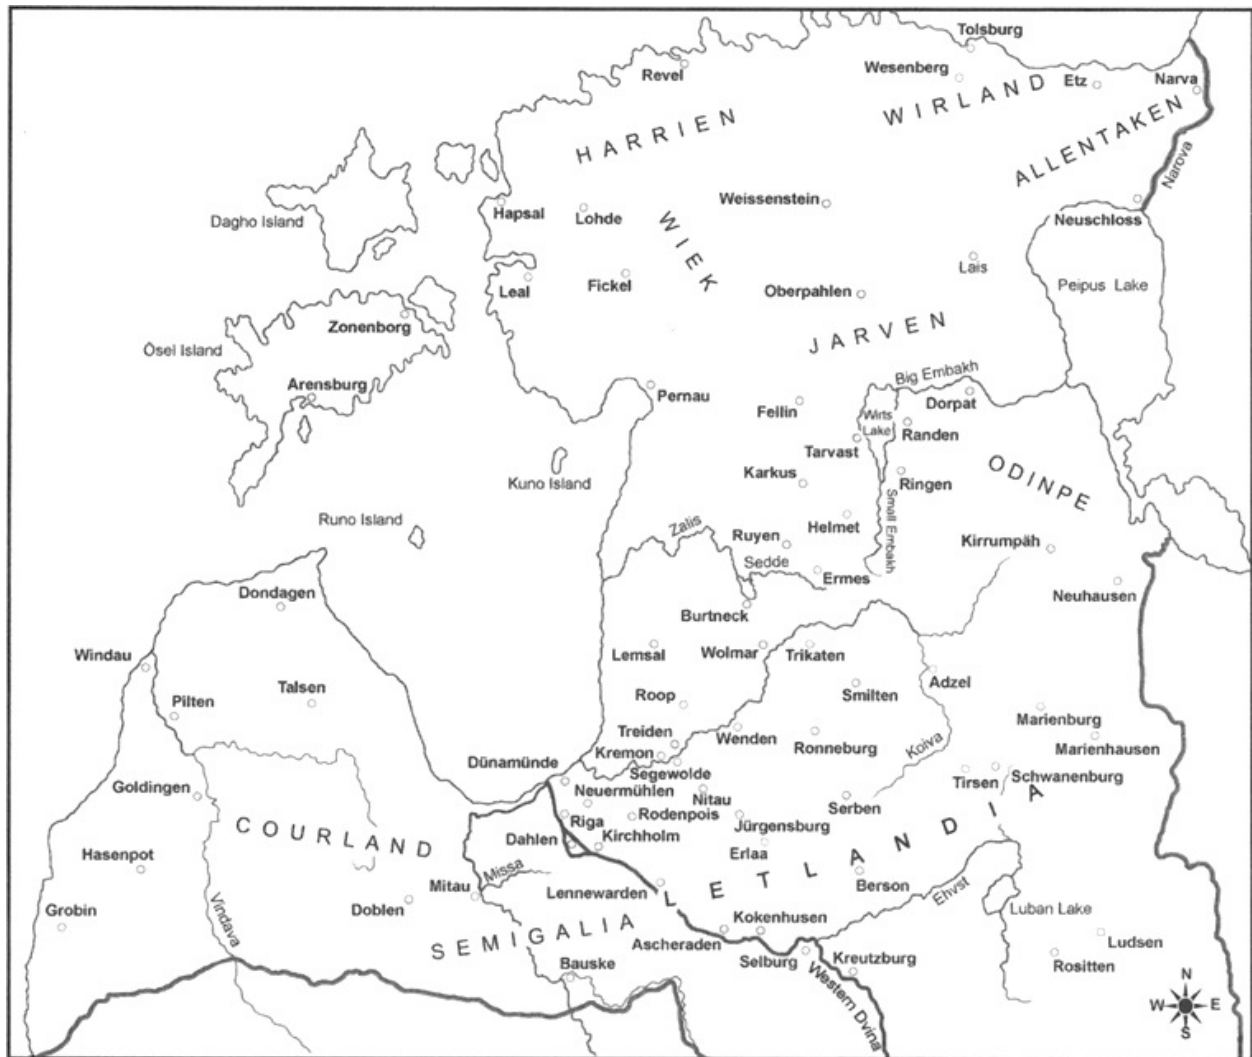 Tolsburg
Revel
Wesenberg
Etz
Narva
WIRLAND
HARRIEN
ALLENTAKEN
Narova
Dagho Island
Hapsal
Lohde
Weissenstein
Neuschloss
WIEK
Lais
Leal
Fickel
Oberpahlen
Peipus Lake
Zonenborg
Ösel Island
JARVEN
Arensburg
Big Embakh
Pernau
Fellin
Dorpat
Wirts
Lake
Randen
Tarvast
Karkus
Ringen
ODINPE
Kuno Island
Small Embakh
Runo Island
Zalis
Helmet
Ruyen
Kirrumpäh
Sedde
Ermes
Dondagen
Neuhausen
Burtneck
Windau
Lemsal
Wolmar
Trikaten
Adzel
Talsen
Pilten
Roop
Smilten
Marienburg
Treiden
Wenden
Ronneburg
Koiva
Marienhausen
Kremon
Dünamünde
Segewolde
Tirsen
Schwanenburg
Goldingen
Neuermühlen
Nitau
Serben
Riga
Rodenpois
Jürgensburg
COURLAND
Dahlen
Kirchholm
Erlaa
LETLANDIA
Hasenpot
Missa
Mitau
Lennewarden
Berson
Ehvst
Grobin
Vindava
Doblen
Luban Lake
SEMIGALIA
Kokenhusen
Ascheraden
Ludsen
Selburg
Kreutzburg
Rositten
Bauske
Western Dvina
N
W
E
S